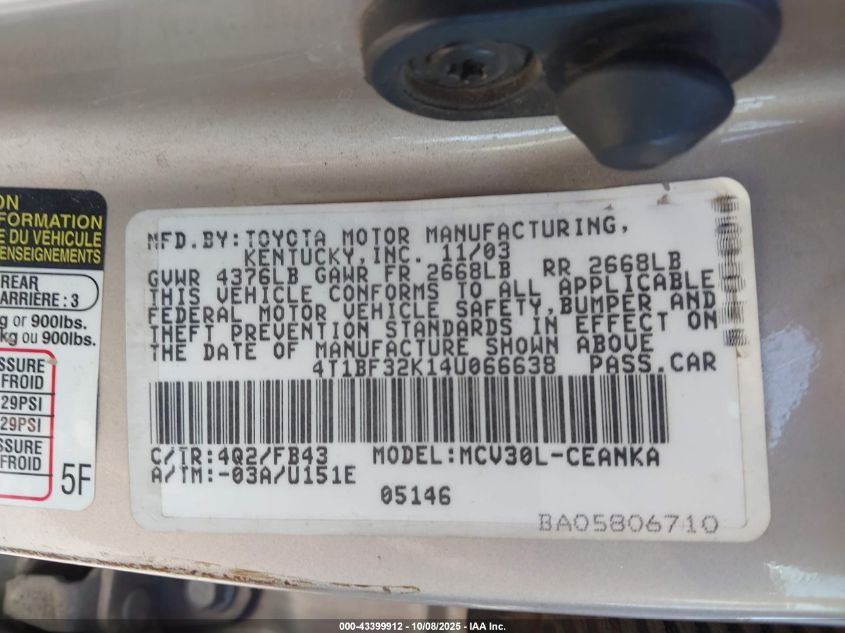 ON
FORMATION
DE DU VÉHICULE
ENSEIGNEMENTS
REAR
ARRIÈRE : 3
g or 900lbs.
kg ou 900lbs.
SSURE
FROID
29PSI
29PSI
SSURE
FROID
5F
MFD.BY:TOYOTA MOTOR MANUFACTURING,
KENTUCKY,INC. 11/03
GVWR 4376LB GAWR FR 2668LB RR 2668LB
THIS VEHICLE CONFORMS TO ALL APPLICABLE
FEDERAL MOTOR VEHICLE SAFETY,BUMPER AND
THEFT PREVENTION STANDARDS IN EFFECT ON
THE DATE OF MANUFACTURE SHOWN ABOVE
4T1BF32K14U066638 PASS.CAR
C/TR:4Q2/FB43 MODEL:MCV30L-CEANKA
A/TM:-03A/U151E
05146
BA05806710
000-43399912 - 10/08/2025 - IAA Inc.